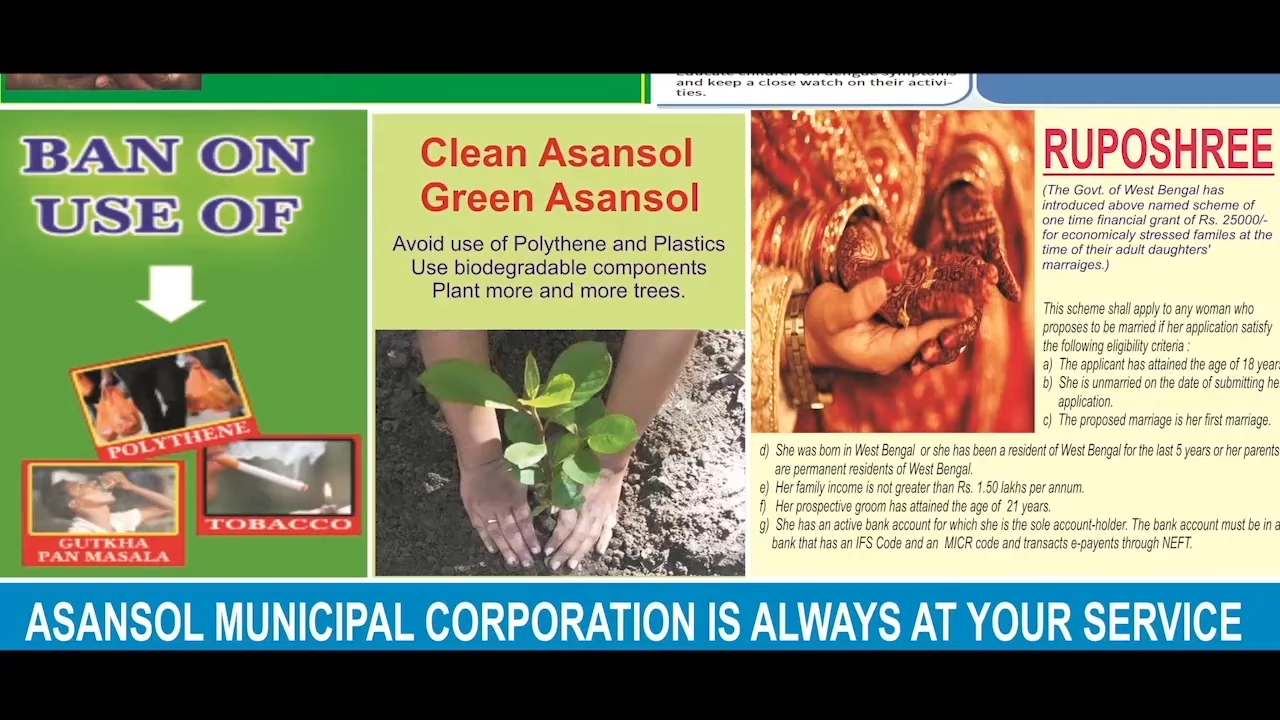 Educate children on dengue symptoms
and keep a close watch on their activi-
ties.
BAN ON
USE OF
POLYTHENE
TOBACCO
GUTKHA
PAN MASALA
Clean Asansol
Green Asansol
Avoid use of Polythene and Plastics
Use biodegradable components
Plant more and more trees.
RUPOSHREE
(The Govt. of West Bengal has
introduced above named scheme of
one time financial grant of Rs. 25000/-
for economicaly stressed familes at the
time of their adult daughters'
marraiges.)
This scheme shall apply to any woman who
proposes to be married if her application satisfy
the following eligibility criteria :
a) The applicant has attained the age of 18 years
b) She is unmarried on the date of submitting he
application.
c) The proposed marriage is her first marriage.
d) She was born in West Bengal or she has been a resident of West Bengal for the last 5 years or her parents
are permanent residents of West Bengal.
e) Her family income is not greater than Rs. 1.50 lakhs per annum.
f) Her prospective groom has attained the age of 21 years.
g) She has an active bank account for which she is the sole account-holder. The bank account must be in a
bank that has an IFS Code and an MICR code and transacts e-payents through NEFT.
ASANSOL MUNICIPAL CORPORATION IS ALWAYS AT YOUR SERVICE